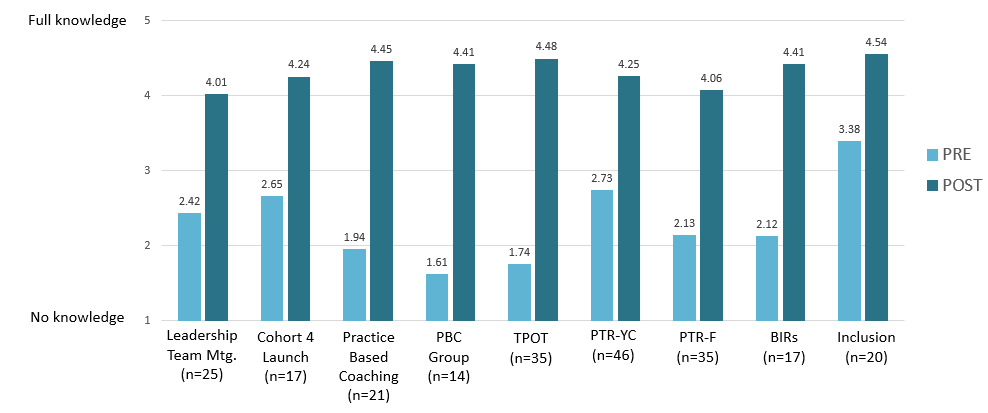 Full knowledge
5
4.54
4.48
4.45
4.41
4.41
4.24
4.25
4.06
4.01
4
3.38
3
2.73
2.65
2.42
2.13
2.12
1.94
1.74
1.61
2
PRE
POST
No knowledge
1
Leadership
Team Mtg.
(n=25)
Cohort 4
Launch
(n=17)
Practice
Based
Coaching
(n=21)
PBC
Group
(n=14)
TPOT
(n=35)
PTR-YC
(n=46)
PTR-F
(n=35)
BIRs
(n=17)
Inclusion
(n=20)